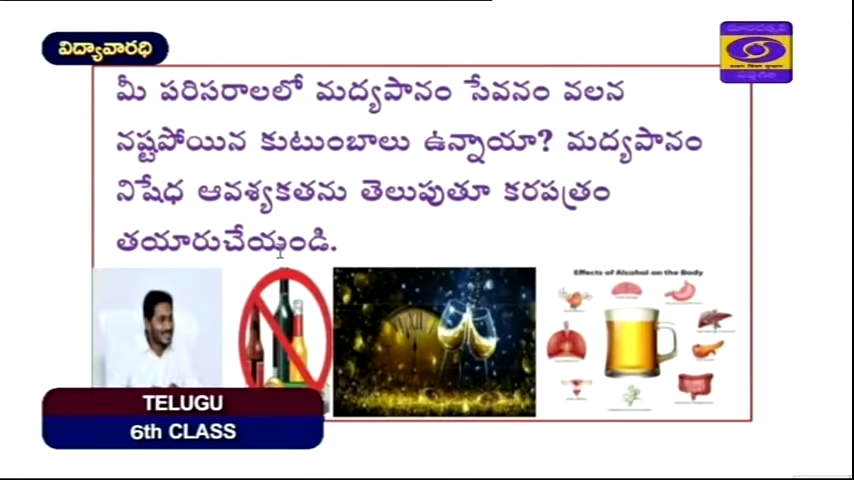 విద్యావారధి
మీ పరిసరాలలో మద్యపానం సేవనం వలన
నష్టపోయిన కుటుంబాలు ఉన్నాయా? మద్యపానం
నిషేధ ఆవశ్యకతను తెలుపుతూ కరపత్రం
తయారుచేయండి.
XII
Effects of Alcohol on the Body
TELUGU
6th CLASS